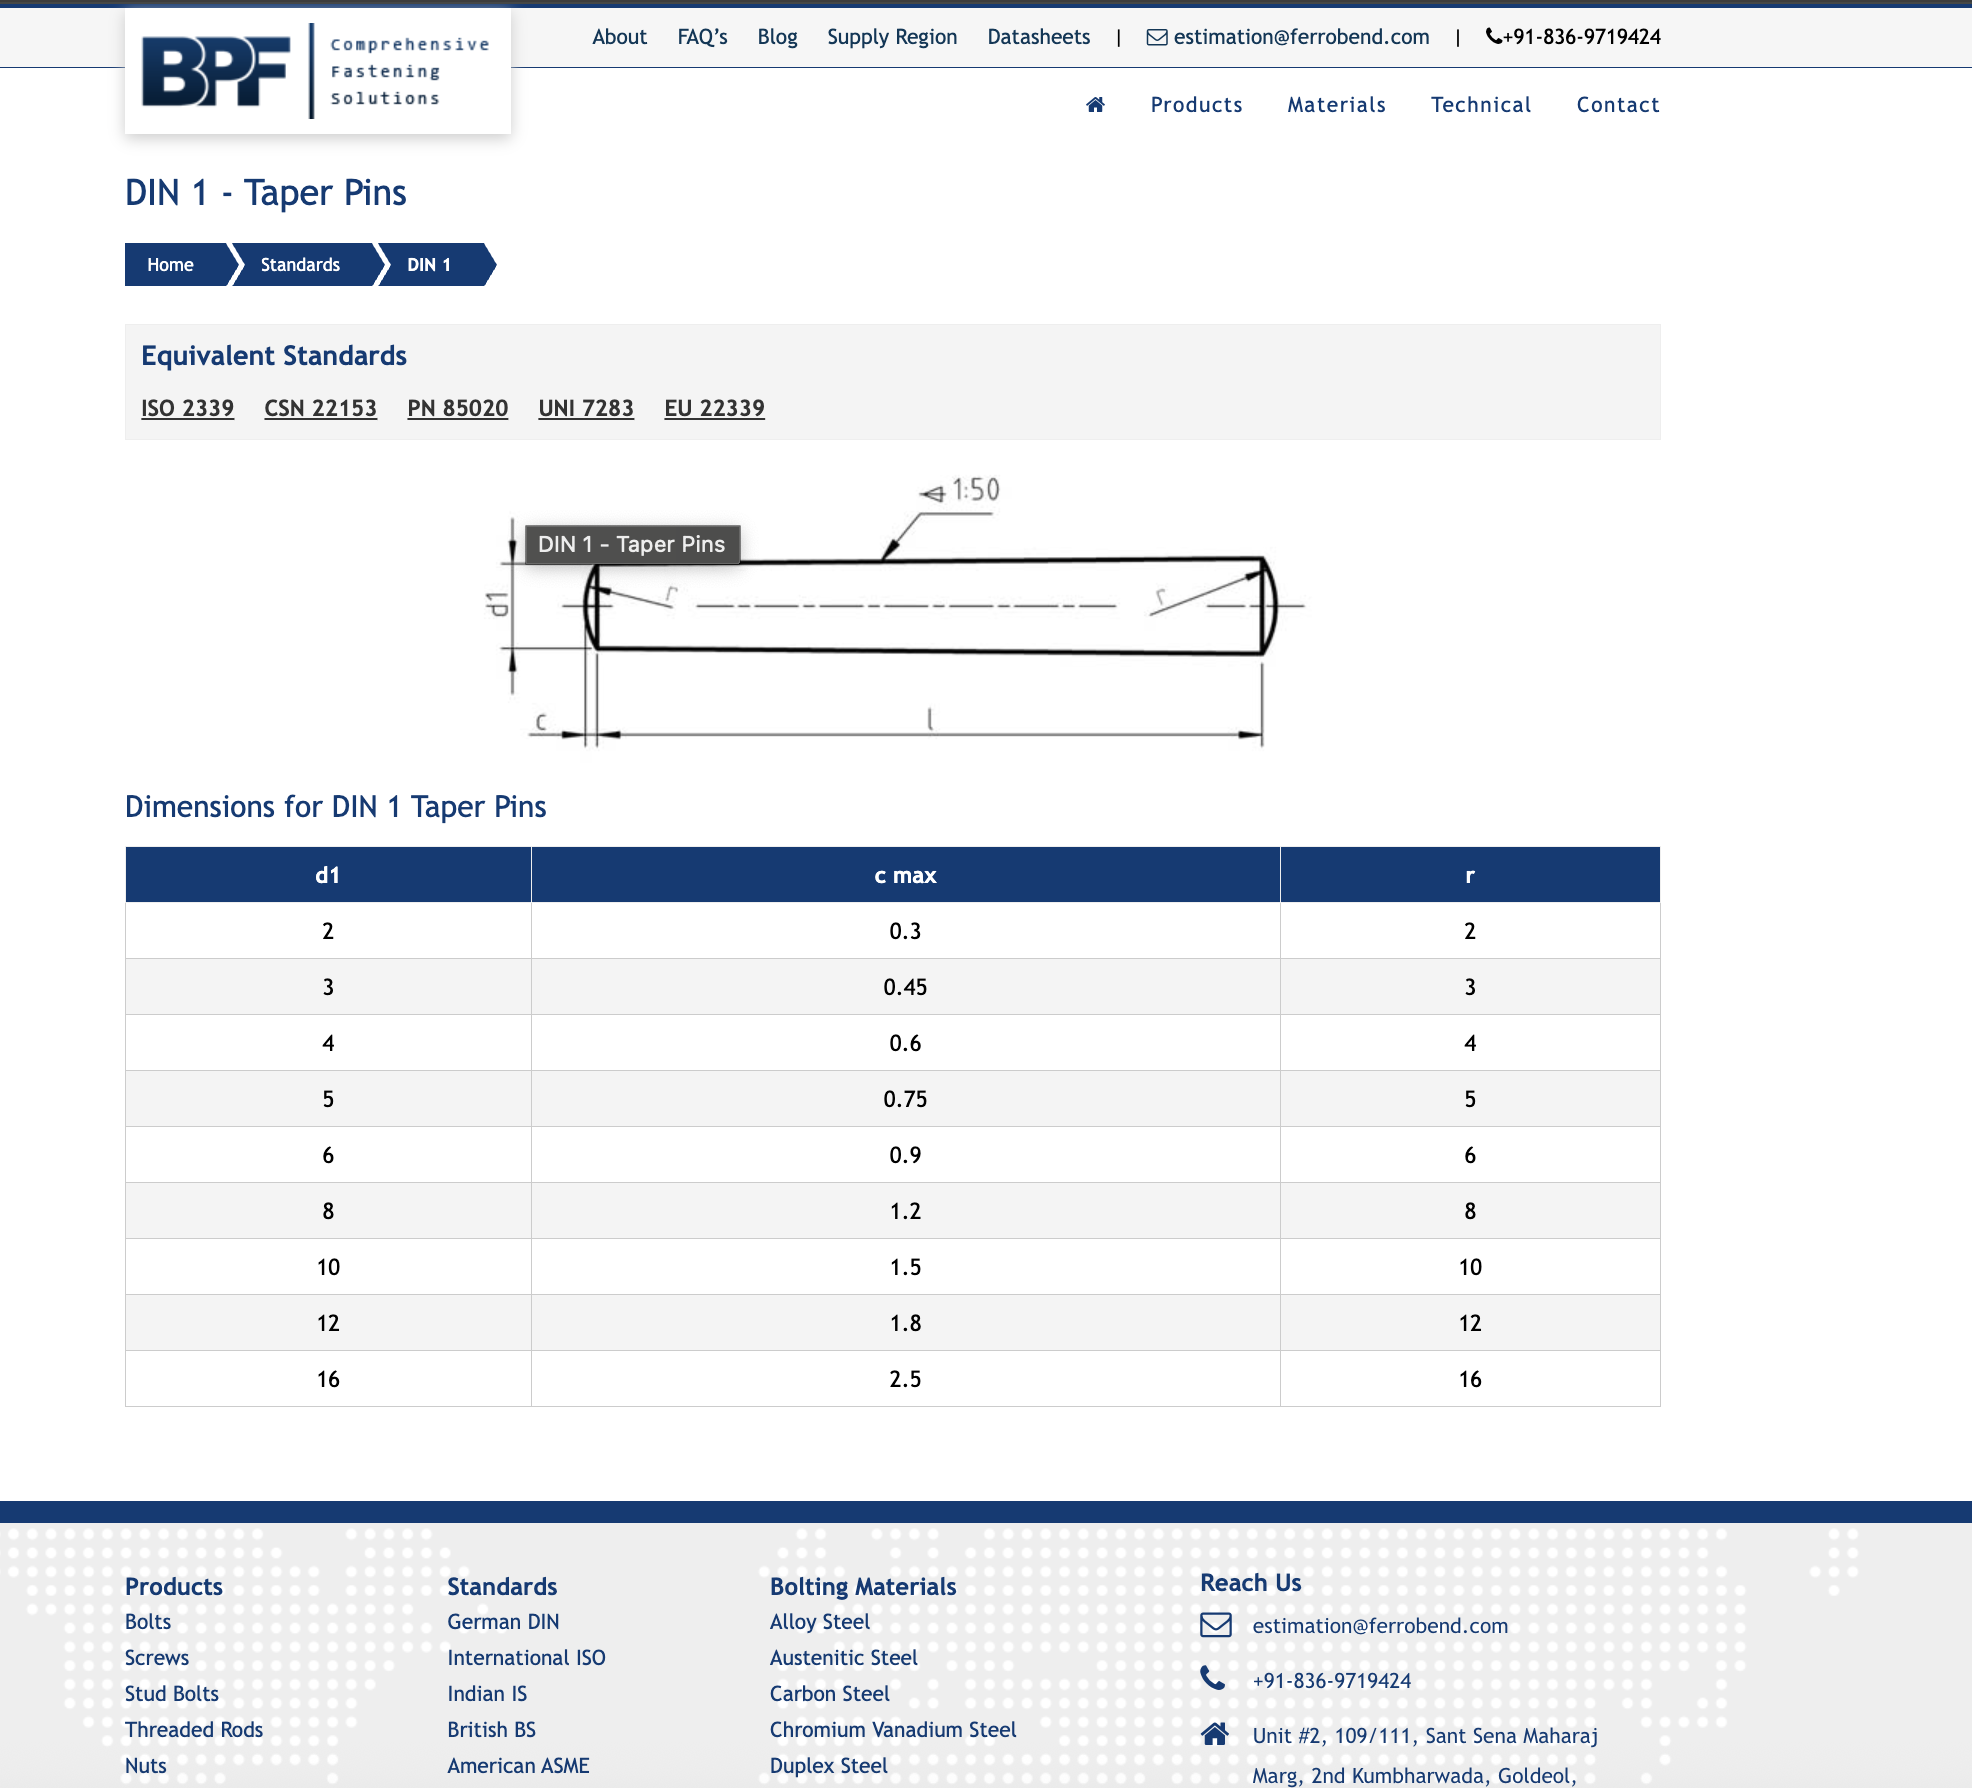 BPF
Comprehensive
Fastening
Solutions
About FAQ's Blog Supply Region Datasheets | estimation@ferrobend.com | +91-836-9719424
Products Materials Technical Contact
DIN 1 - Taper Pins
Home Standards DIN 1
Equivalent Standards
ISO 2339 CSN 22153 PN 85020 UNI 7283 EU 22339
1:50
DIN 1 - Taper Pins
d1 r r
c l
Dimensions for DIN 1 Taper Pins
d1 c max r
2 0.3 2
3 0.45 3
4 0.6 4
5 0.75 5
6 0.9 6
8 1.2 8
10 1.5 10
12 1.8 12
16 2.5 16
Products
Bolts
Screws
Stud Bolts
Threaded Rods
Nuts
Standards
German DIN
International ISO
Indian IS
British BS
American ASME
Bolting Materials
Alloy Steel
Austenitic Steel
Carbon Steel
Chromium Vanadium Steel
Duplex Steel
Reach Us
estimation@ferrobend.com
+91-836-9719424
Unit #2, 109/111, Sant Sena Maharaj
Marg, 2nd Kumbharwada, Goldeol,